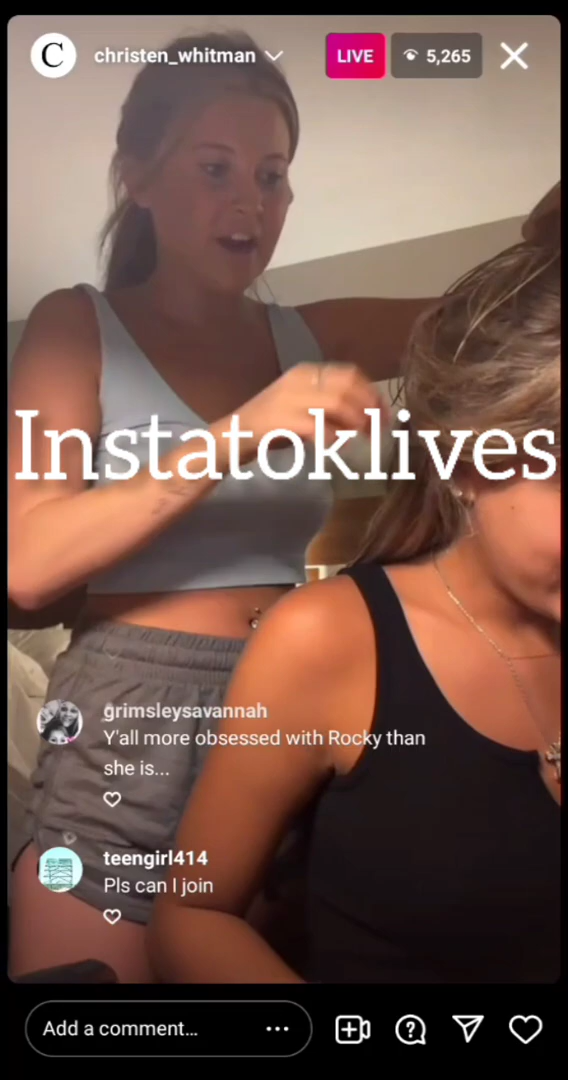 C christen_whitman LIVE 5,265
Instatoklives
grimsleysavannah
Y'all more obsessed with Rocky than
she is...
teengirl414
Pls can I join
Add a comment...